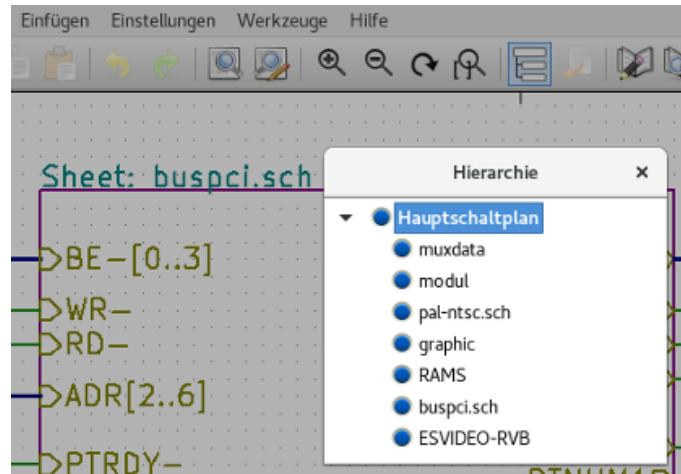 Einfügen Einstellungen Werkzeuge Hilfe
Sheet: buspci.sch
Hierarchie
Hauptschaltplan
muxdata
modul
pal-ntsc.sch
graphic
RAMS
buspci.sch
ESVIDEO-RVB
BE-[0..3]
WR-
RD-
ADR[2..6]
PTRDY-